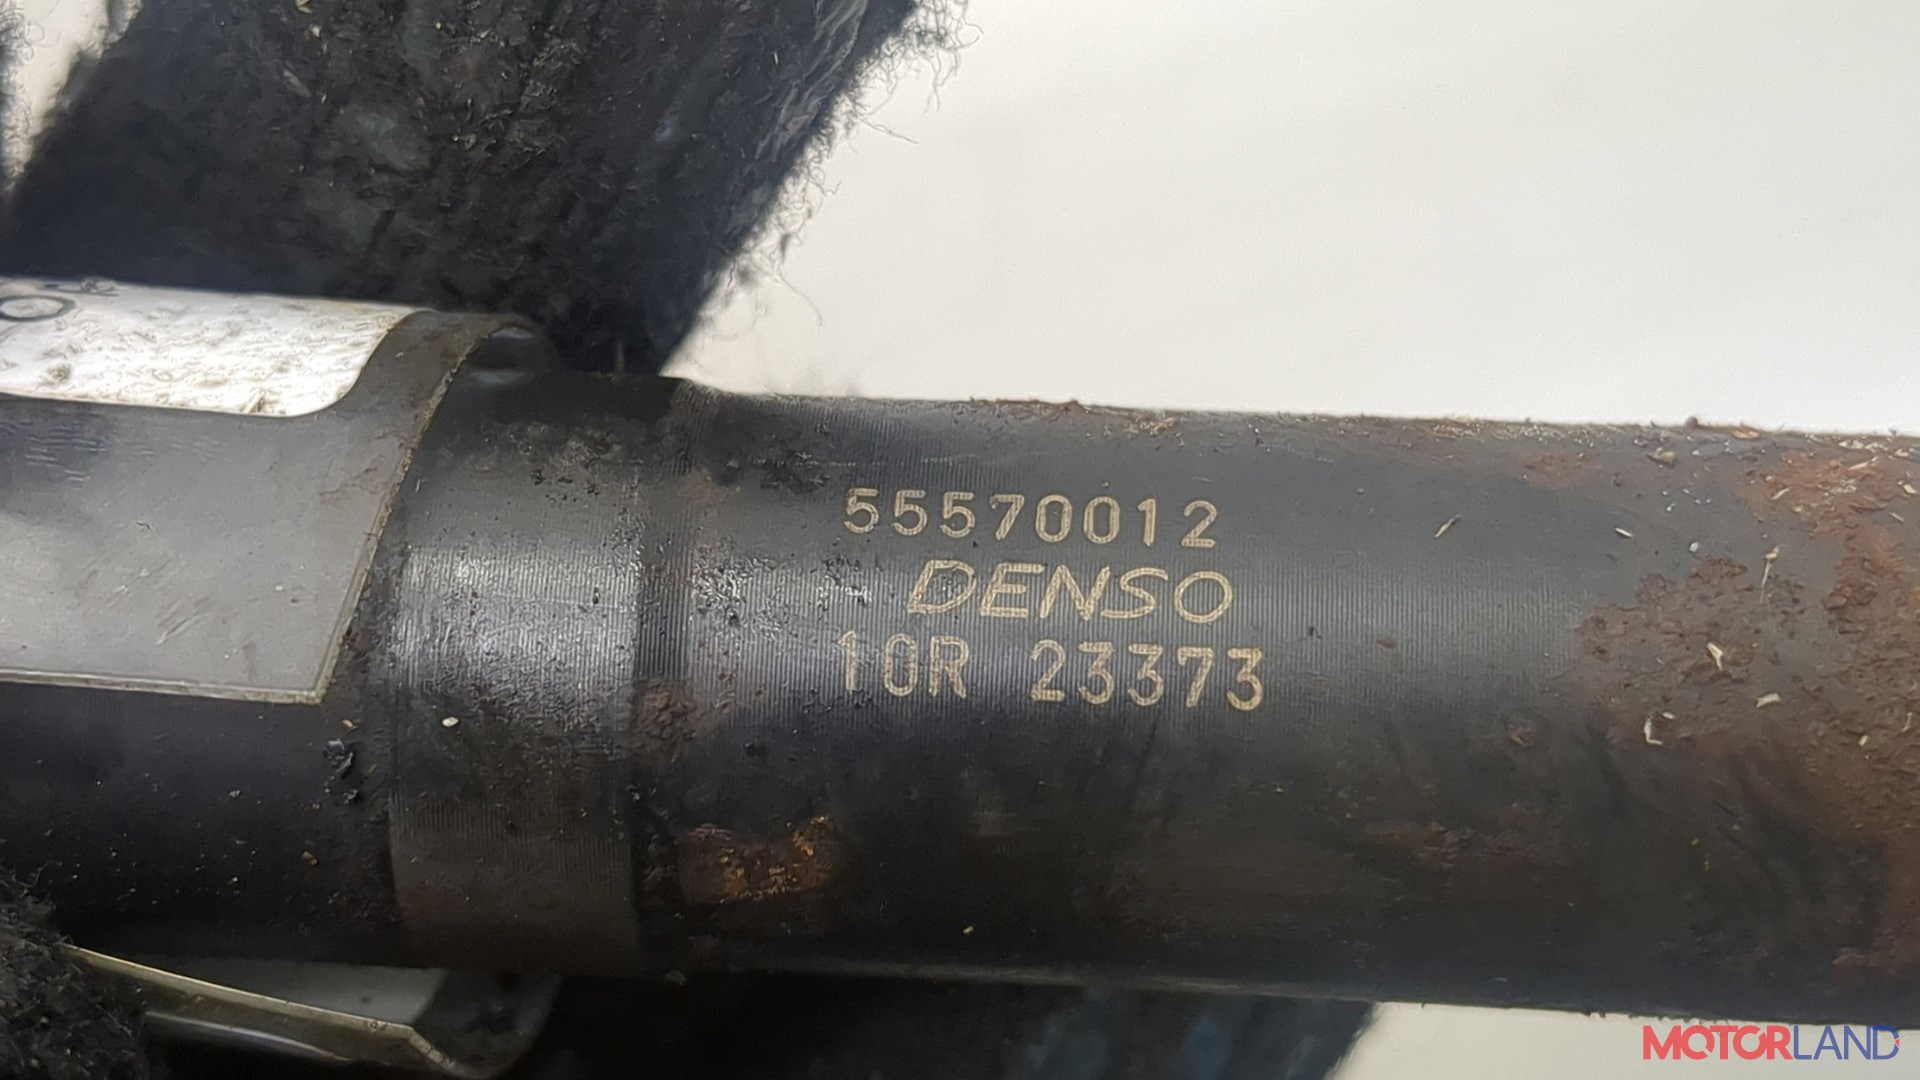 55570012
DENSO
10R 23373
MOTORLAND